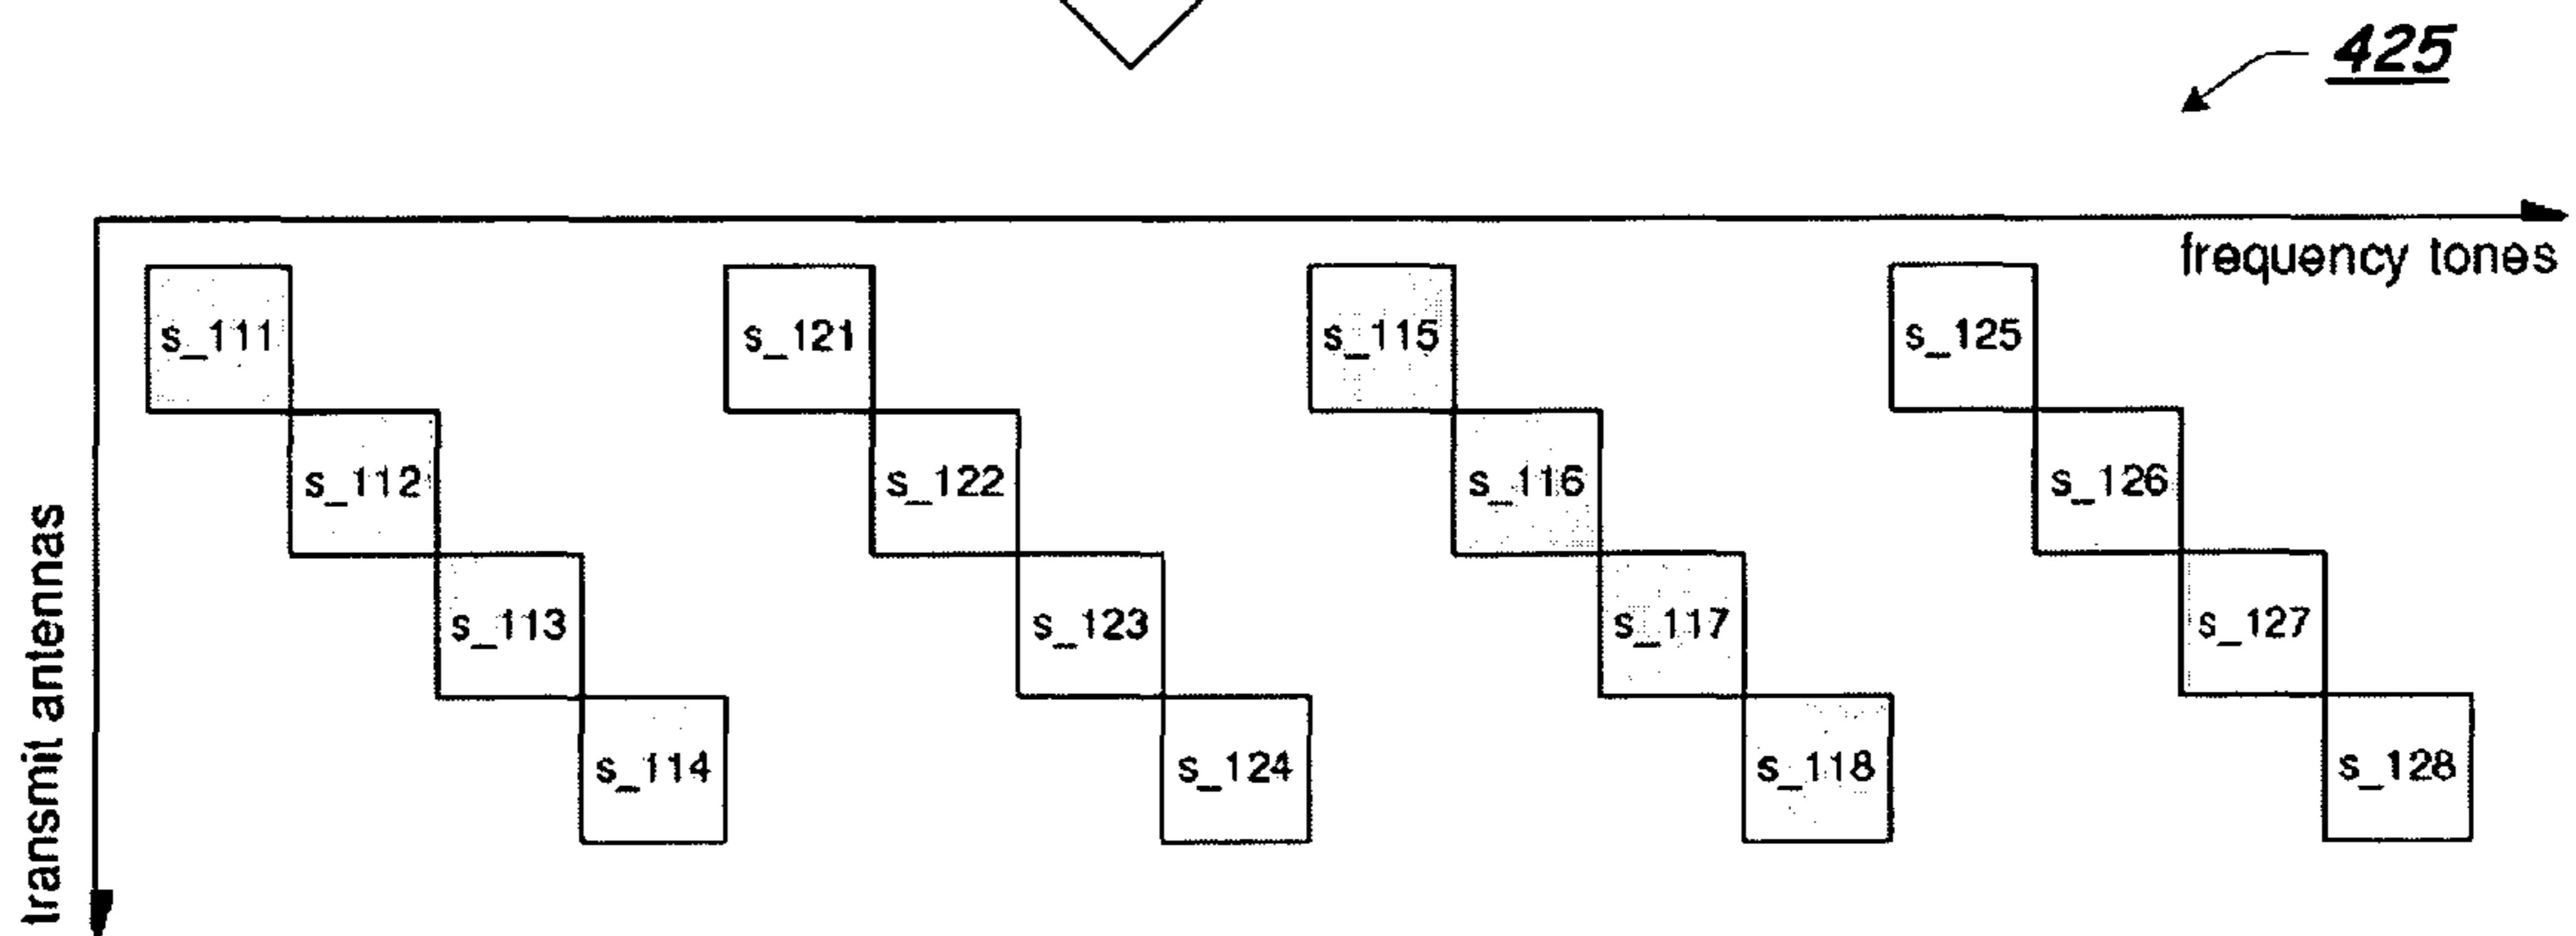 425
frequency tones
s_111 s_121 s_115 s_125
s_112 s_122 s_116 s_126
s_113 s_123 s_117 s_127
s_114 s_124 s_118 s_128
transmit antennas